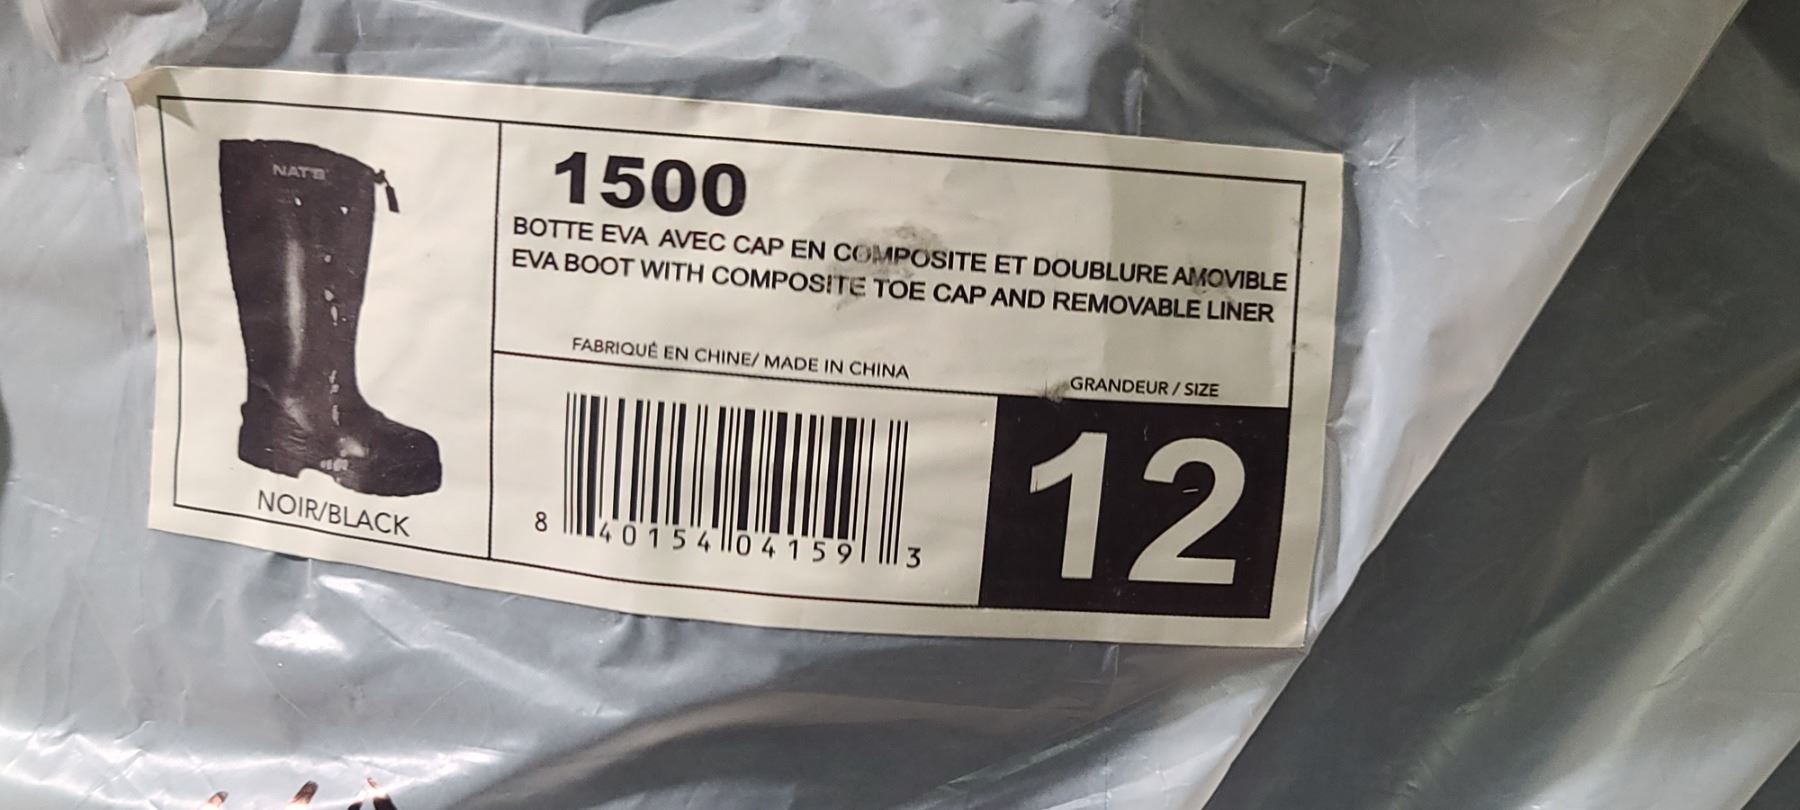 NAT'S
NOIR/BLACK
1500
BOTTE EVA AVEC CAP EN COMPOSITE ET DOUBLURE AMOVIBLE
EVA BOOT WITH COMPOSITE TOE CAP AND REMOVABLE LINER
FABRIQUÉ EN CHINE/ MADE IN CHINA
8 40154 04159 3
GRANDEUR / SIZE
12